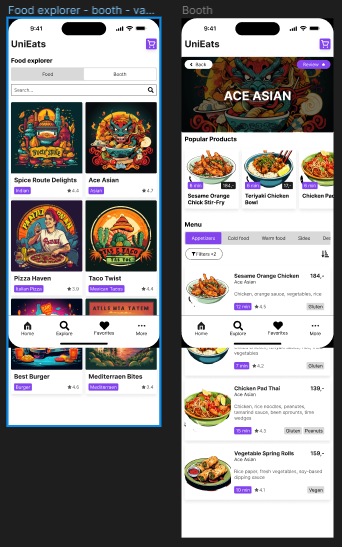 Food explorer - booth - va...
9:41
UniEats
Food explorer
Food
Booth
Search...
Spice Route Delights
Indian
4.4
Ace Asian
Asian
4.7
Pizza Haven
Italian Pizza
3.9
Taco Twist
Mexican Tacos
4.4
Home
Explore
Favorites
More
Best Burger
Burger
4.6
Mediterraen Bites
Mediterraen
3.4
Booth
9:41
UniEats
Back
Review
ACE ASIAN
Popular Products
8 min
184,-
Sesame Orange
Chick Stir-Fry
8 min
Teriyaki Chicken
Bowl
Chicken Pad
Menu
Appetizers
Cold food
Warm food
Sides
Filters +2
Sesame Orange Chicken
184,-
Ace Asian
Chicken, orange sauce, vegetables, rice
12 min
4.5
Gluten
Home
Explore
Favorites
More
vegetables
7 min
4.2
Gluten
Chicken Pad Thai
139,-
Ace Asian
Chicken, rice noodles, peanuts,
tamarind sauce, bean sprouts, lime
wedges
15 min
4.3
Gluten
Peanuts
Vegetable Spring Rolls
159,-
Ace Asian
Rice paper, fresh vegetables, soy-based
dipping sauce
10 min
4.1
Vegan